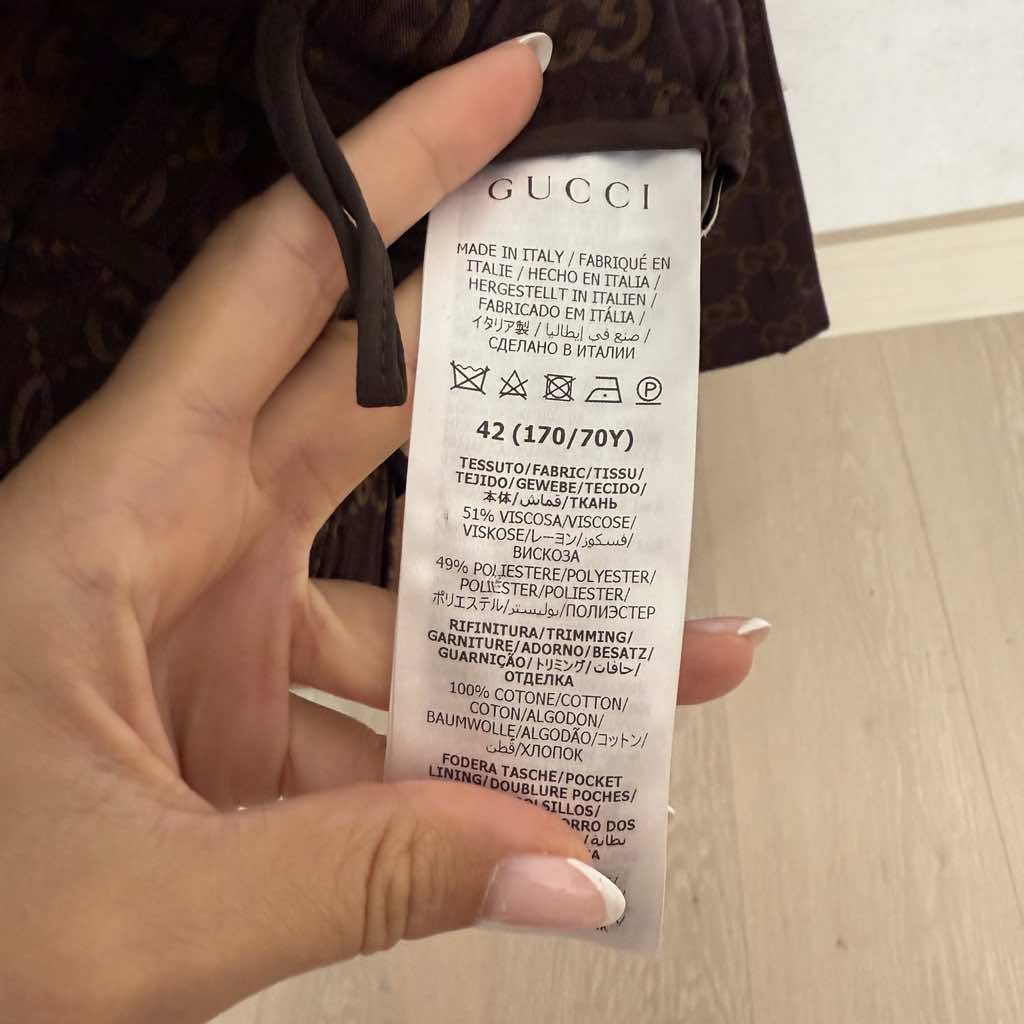 GUCCI
MADE IN ITALY / FABRIQUÉ EN
ITALIE / HECHO EN ITALIA /
HERGESTELLT IN ITALIEN /
FABRICADO EM ITÁLIA /
イタリア製 / صنع في إيطاليا /
СДЕЛАНО В ИТАЛИИ
P
42 (170/70Y)
TESSUTO/FABRIC/TISSU/
TEJIDO/GEWEBE/TECIDO/
本体/قماش/ТКАНЬ
51% VISCOSA/VISCOSE/
VISKOSE/レーヨン/فسكوز/
ВИСКОЗА
49% POLIESTERE/POLYESTER/
POLIESTER/POLIÉSTER/
ポリエステル/بوليستر/ПОЛИЭСТЕР
RIFINITURA/TRIMMING/
GARNITURE/ADORNO/BESATZ/
GUARNIÇÃO/トリミング/حافات/
ОТДЕЛКА
100% COTONE/COTTON/
COTON/ALGODON/
BAUMWOLLE/ALGODÃO/コットン/
قطن/ХЛОПОК
FODERA TASCHE/POCKET
LINING/DOUBLURE POCHES/
DOS
بطانة/